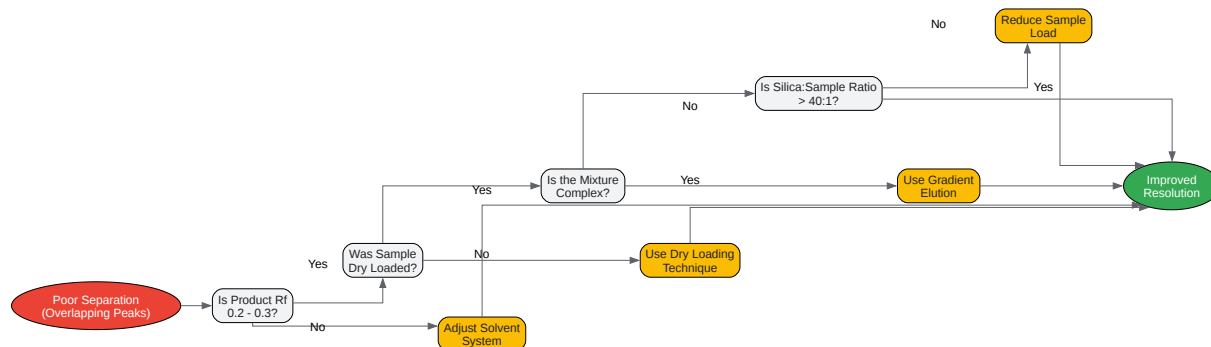 No
Reduce Sample
Load
Is Silica:Sample Ratio
> 40:1?
Yes
No
Is the Mixture
Complex?
Yes
Use Gradient
Elution
Improved
Resolution
Yes
Was Sample
Dry Loaded?
No
Use Dry Loading
Technique
Yes
Poor Separation
(Overlapping Peaks)
Is Product Rf
0.2 - 0.3?
No
Adjust Solvent
System